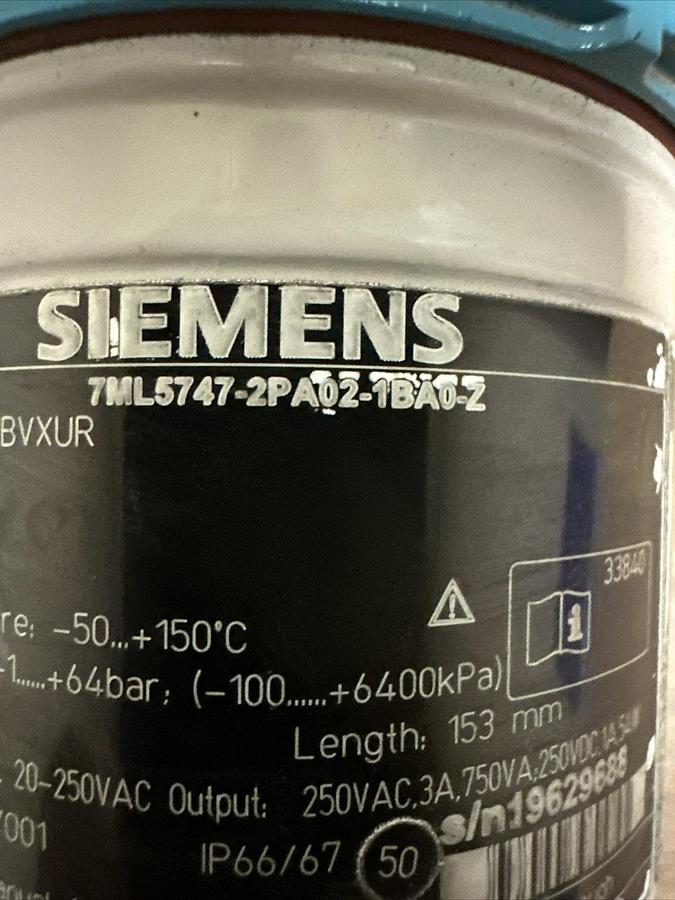 SIEMENS
7ML5747-2PA02-1BA0-Z
BVXUR
33840
re: -50...+150°C
-1......+64bar; (-100......+6400kPa)
Length: 153 mm
20-250VAC Output: 250VAC,3A,750VA;250VDC,1A,54W
s/n19629688
/001
IP66/67 50